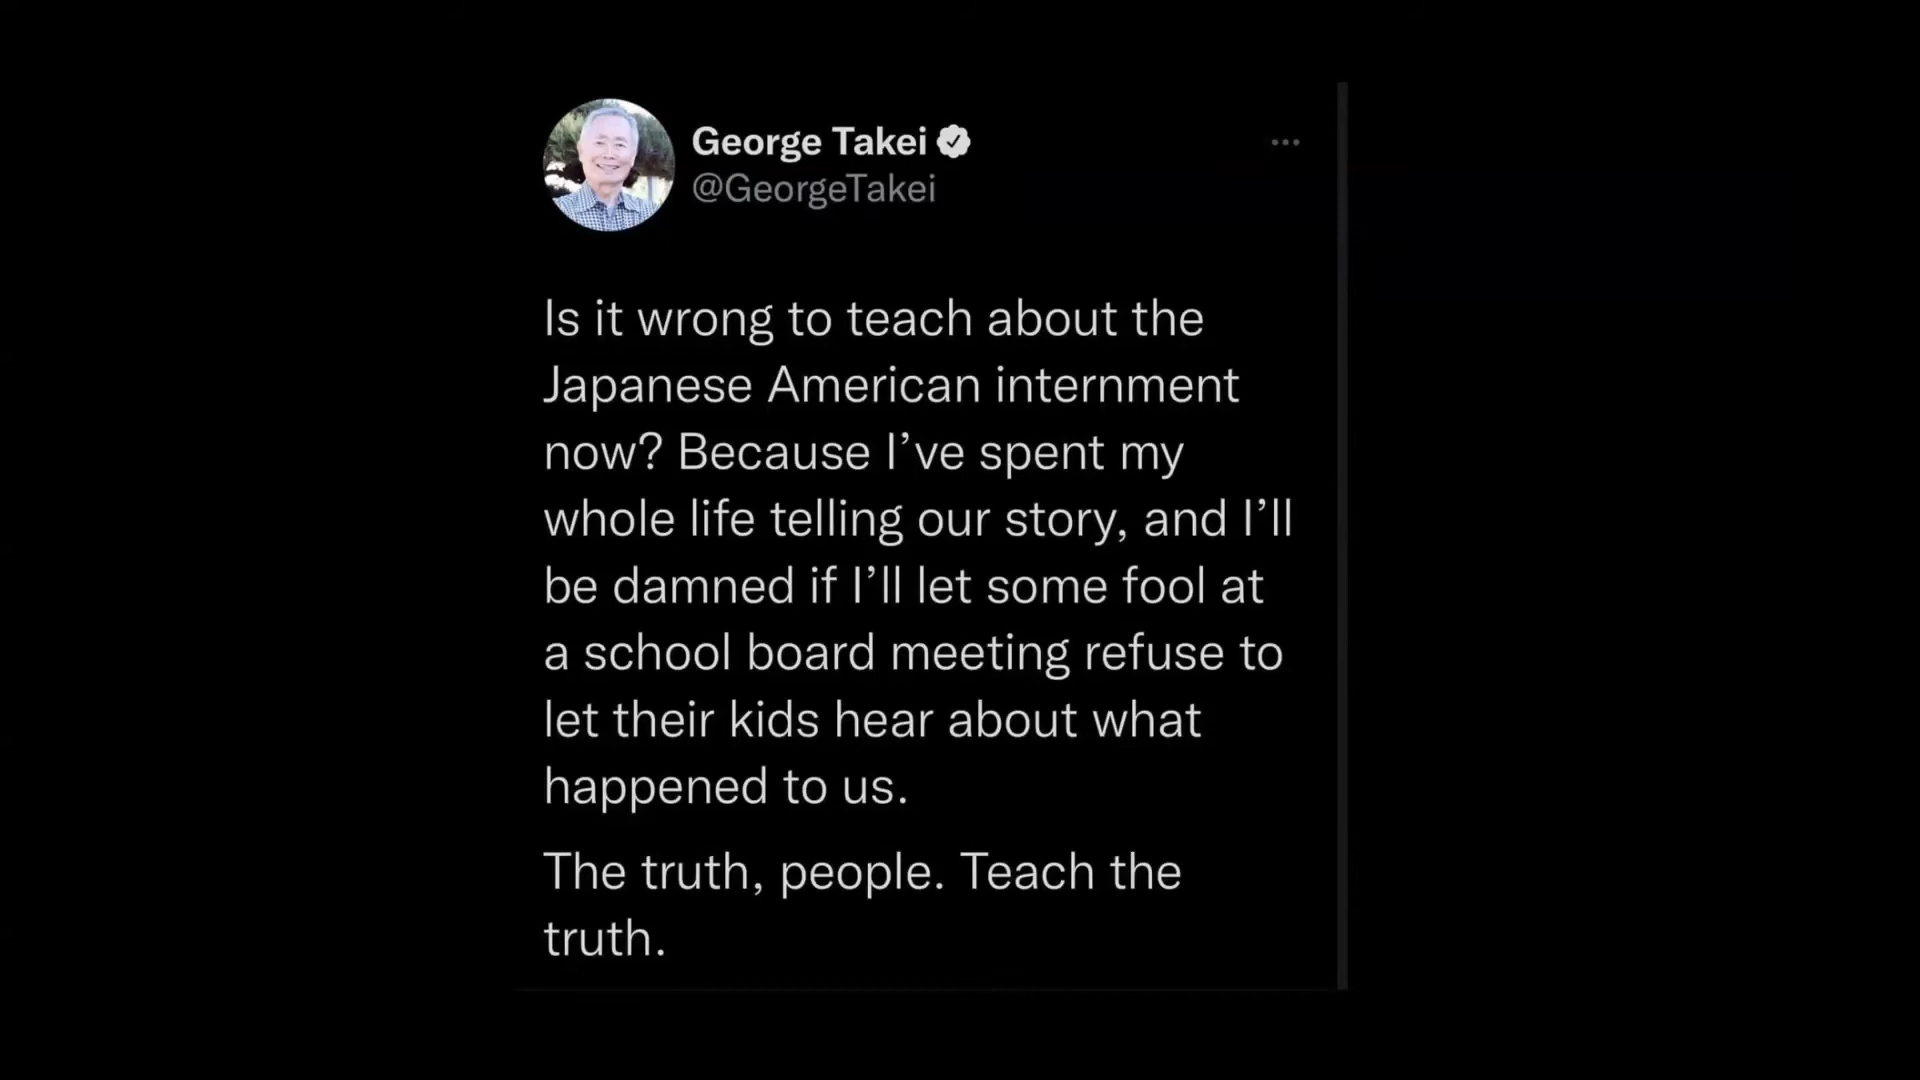 George Takei
@GeorgeTakei
Is it wrong to teach about the
Japanese American internment
now? Because I’ve spent my
whole life telling our story, and I’ll
be damned if I’ll let some fool at
a school board meeting refuse to
let their kids hear about what
happened to us.
The truth, people. Teach the
truth.